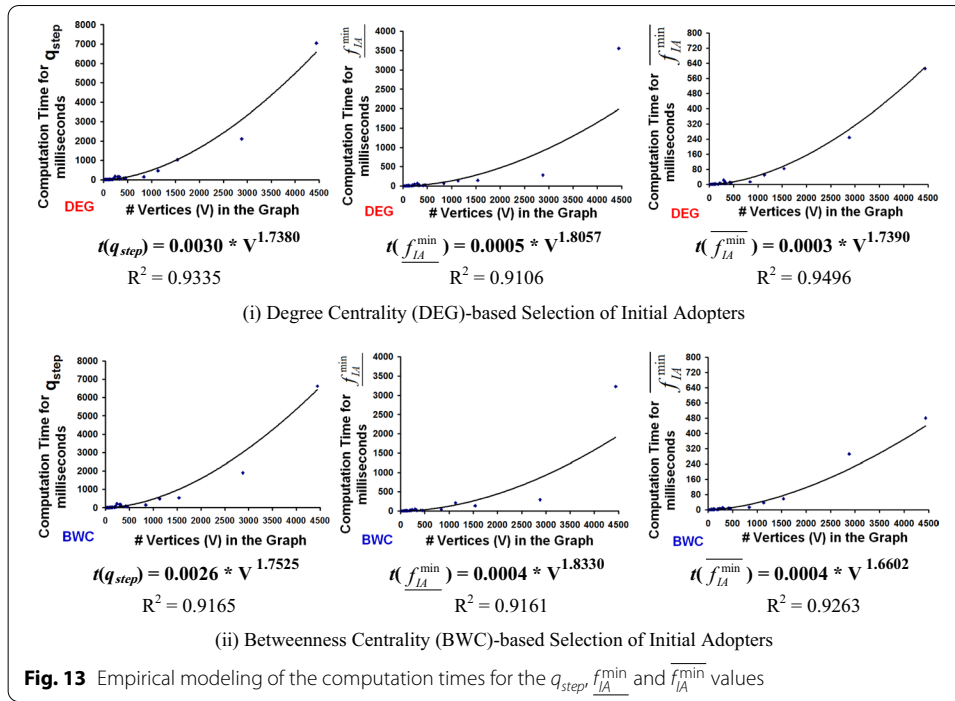 Computation Time for q_step
milliseconds
8000
7000
6000
5000
4000
3000
2000
1000
0
0 500 1000 1500 2000 2500 3000 3500 4000 4500
DEG
# Vertices (V) in the Graph
t(q_step) = 0.0030 * V^1.7380
R² = 0.9335
Computation Time for f_IA^min
milliseconds
4000
3500
3000
2500
2000
1500
1000
500
0
0 500 1000 1500 2000 2500 3000 3500 4000 4500
DEG
# Vertices (V) in the Graph
t( f_IA^min ) = 0.0005 * V^1.8057
R² = 0.9106
Computation Time for f_IA^min
milliseconds
800
720
640
560
480
400
320
240
160
80
0
0 500 1000 1500 2000 2500 3000 3500 4000 4500
DEG
# Vertices (V) in the Graph
t( f_IA^min ) = 0.0003 * V^1.7390
R² = 0.9496
(i) Degree Centrality (DEG)-based Selection of Initial Adopters
Computation Time for q_step
milliseconds
8000
7000
6000
5000
4000
3000
2000
1000
0
0 500 1000 1500 2000 2500 3000 3500 4000 4500
BWC
# Vertices (V) in the Graph
t(q_step) = 0.0026 * V^1.7525
R² = 0.9165
Computation Time for f_IA^min
milliseconds
4000
3500
3000
2500
2000
1500
1000
500
0
0 500 1000 1500 2000 2500 3000 3500 4000 4500
BWC
# Vertices (V) in the Graph
t( f_IA^min ) = 0.0004 * V^1.8330
R² = 0.9161
Computation Time for f_IA^min
milliseconds
800
720
640
560
480
400
320
240
160
80
0
0 500 1000 1500 2000 2500 3000 3500 4000 4500
BWC
# Vertices (V) in the Graph
t( f_IA^min ) = 0.0004 * V^1.6602
R² = 0.9263
(ii) Betweenness Centrality (BWC)-based Selection of Initial Adopters
Fig. 13 Empirical modeling of the computation times for the q_step, f_IA^min and f_IA^min values